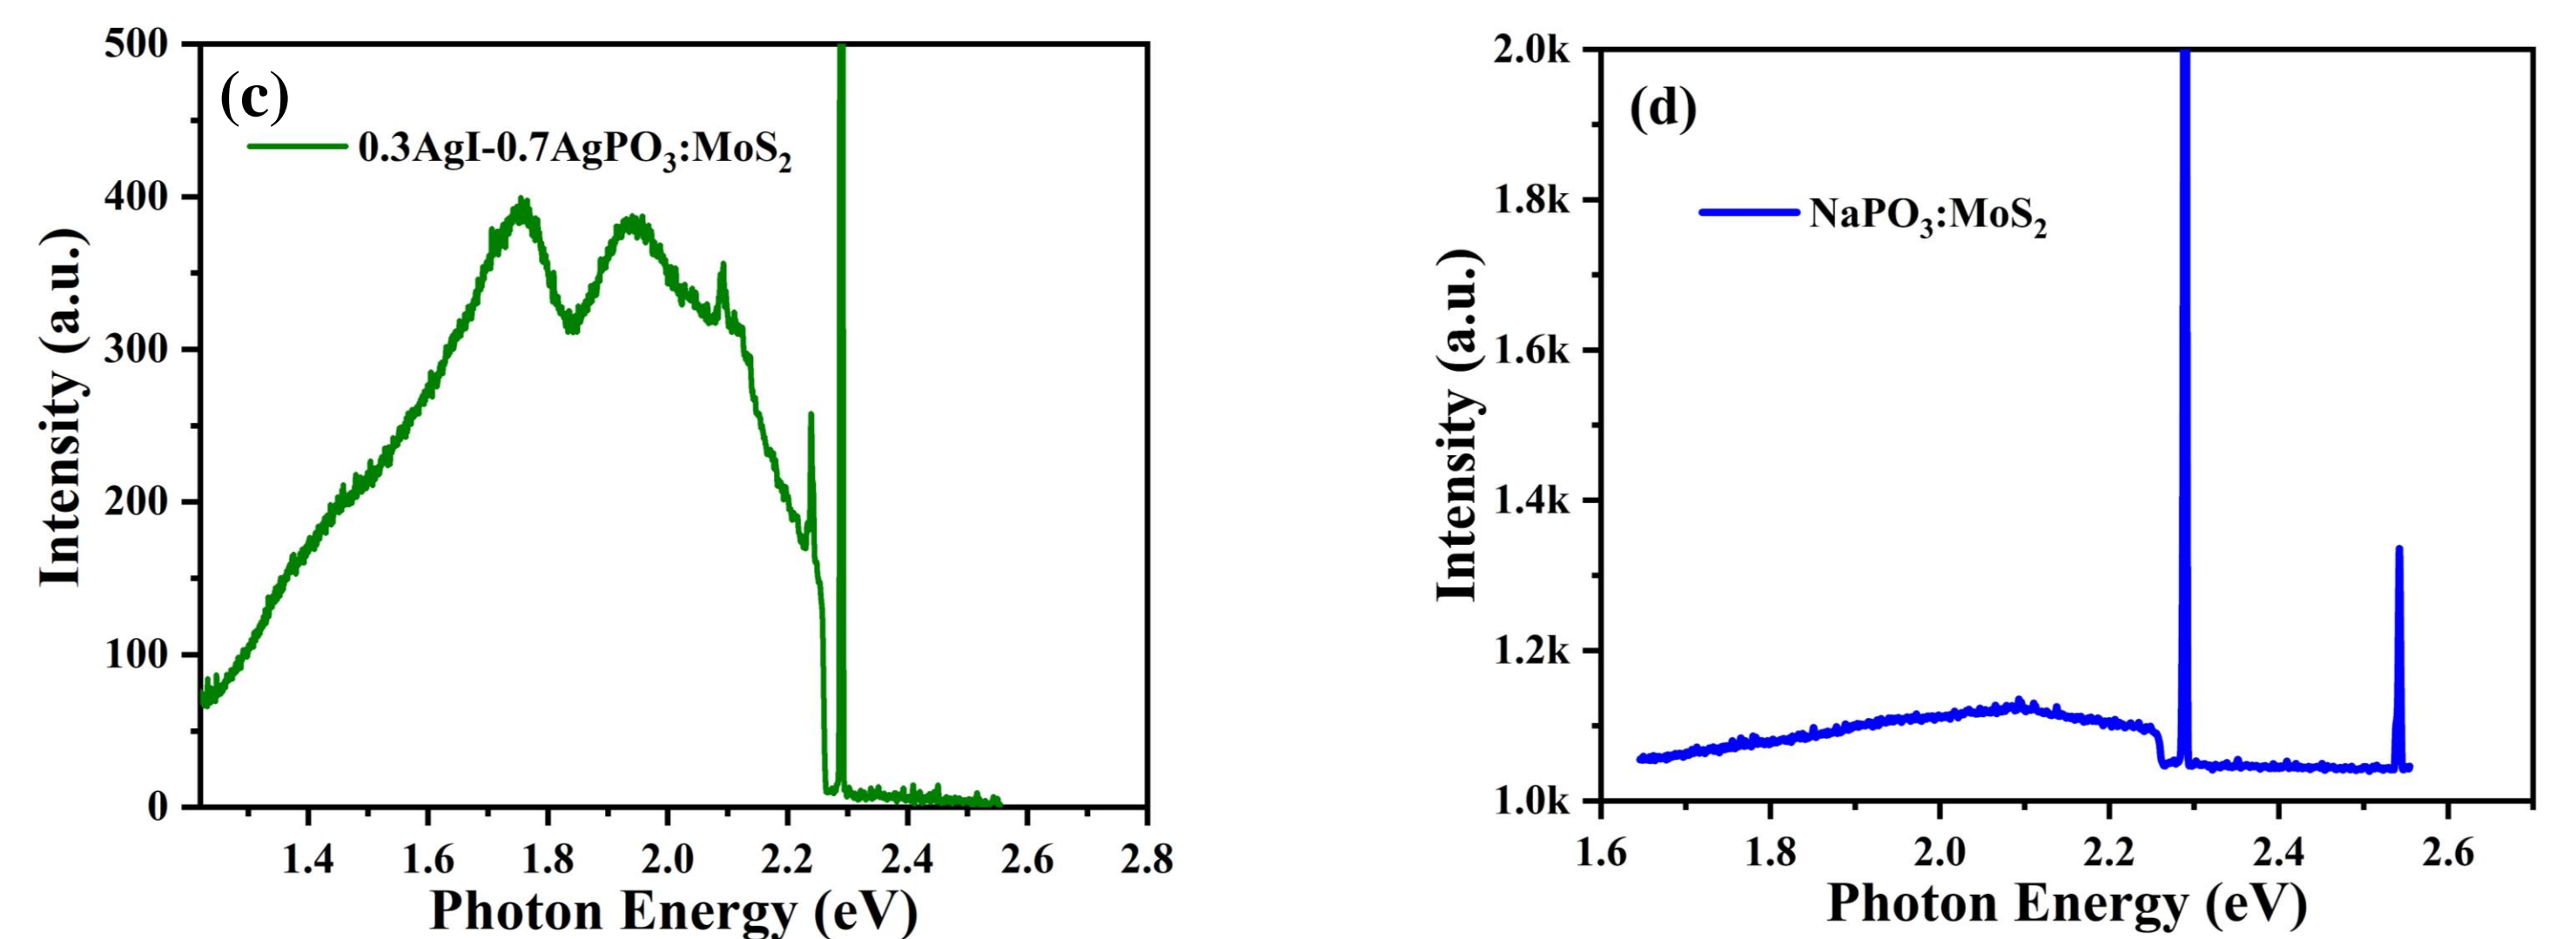 (c)
0.3AgI-0.7AgPO₃:MoS₂
Intensity (a.u.)
500
400
300
200
100
0
1.4 1.6 1.8 2.0 2.2 2.4 2.6 2.8
Photon Energy (eV)
(d)
NaPO₃:MoS₂
Intensity (a.u.)
2.0k
1.8k
1.6k
1.4k
1.2k
1.0k
1.6 1.8 2.0 2.2 2.4 2.6
Photon Energy (eV)